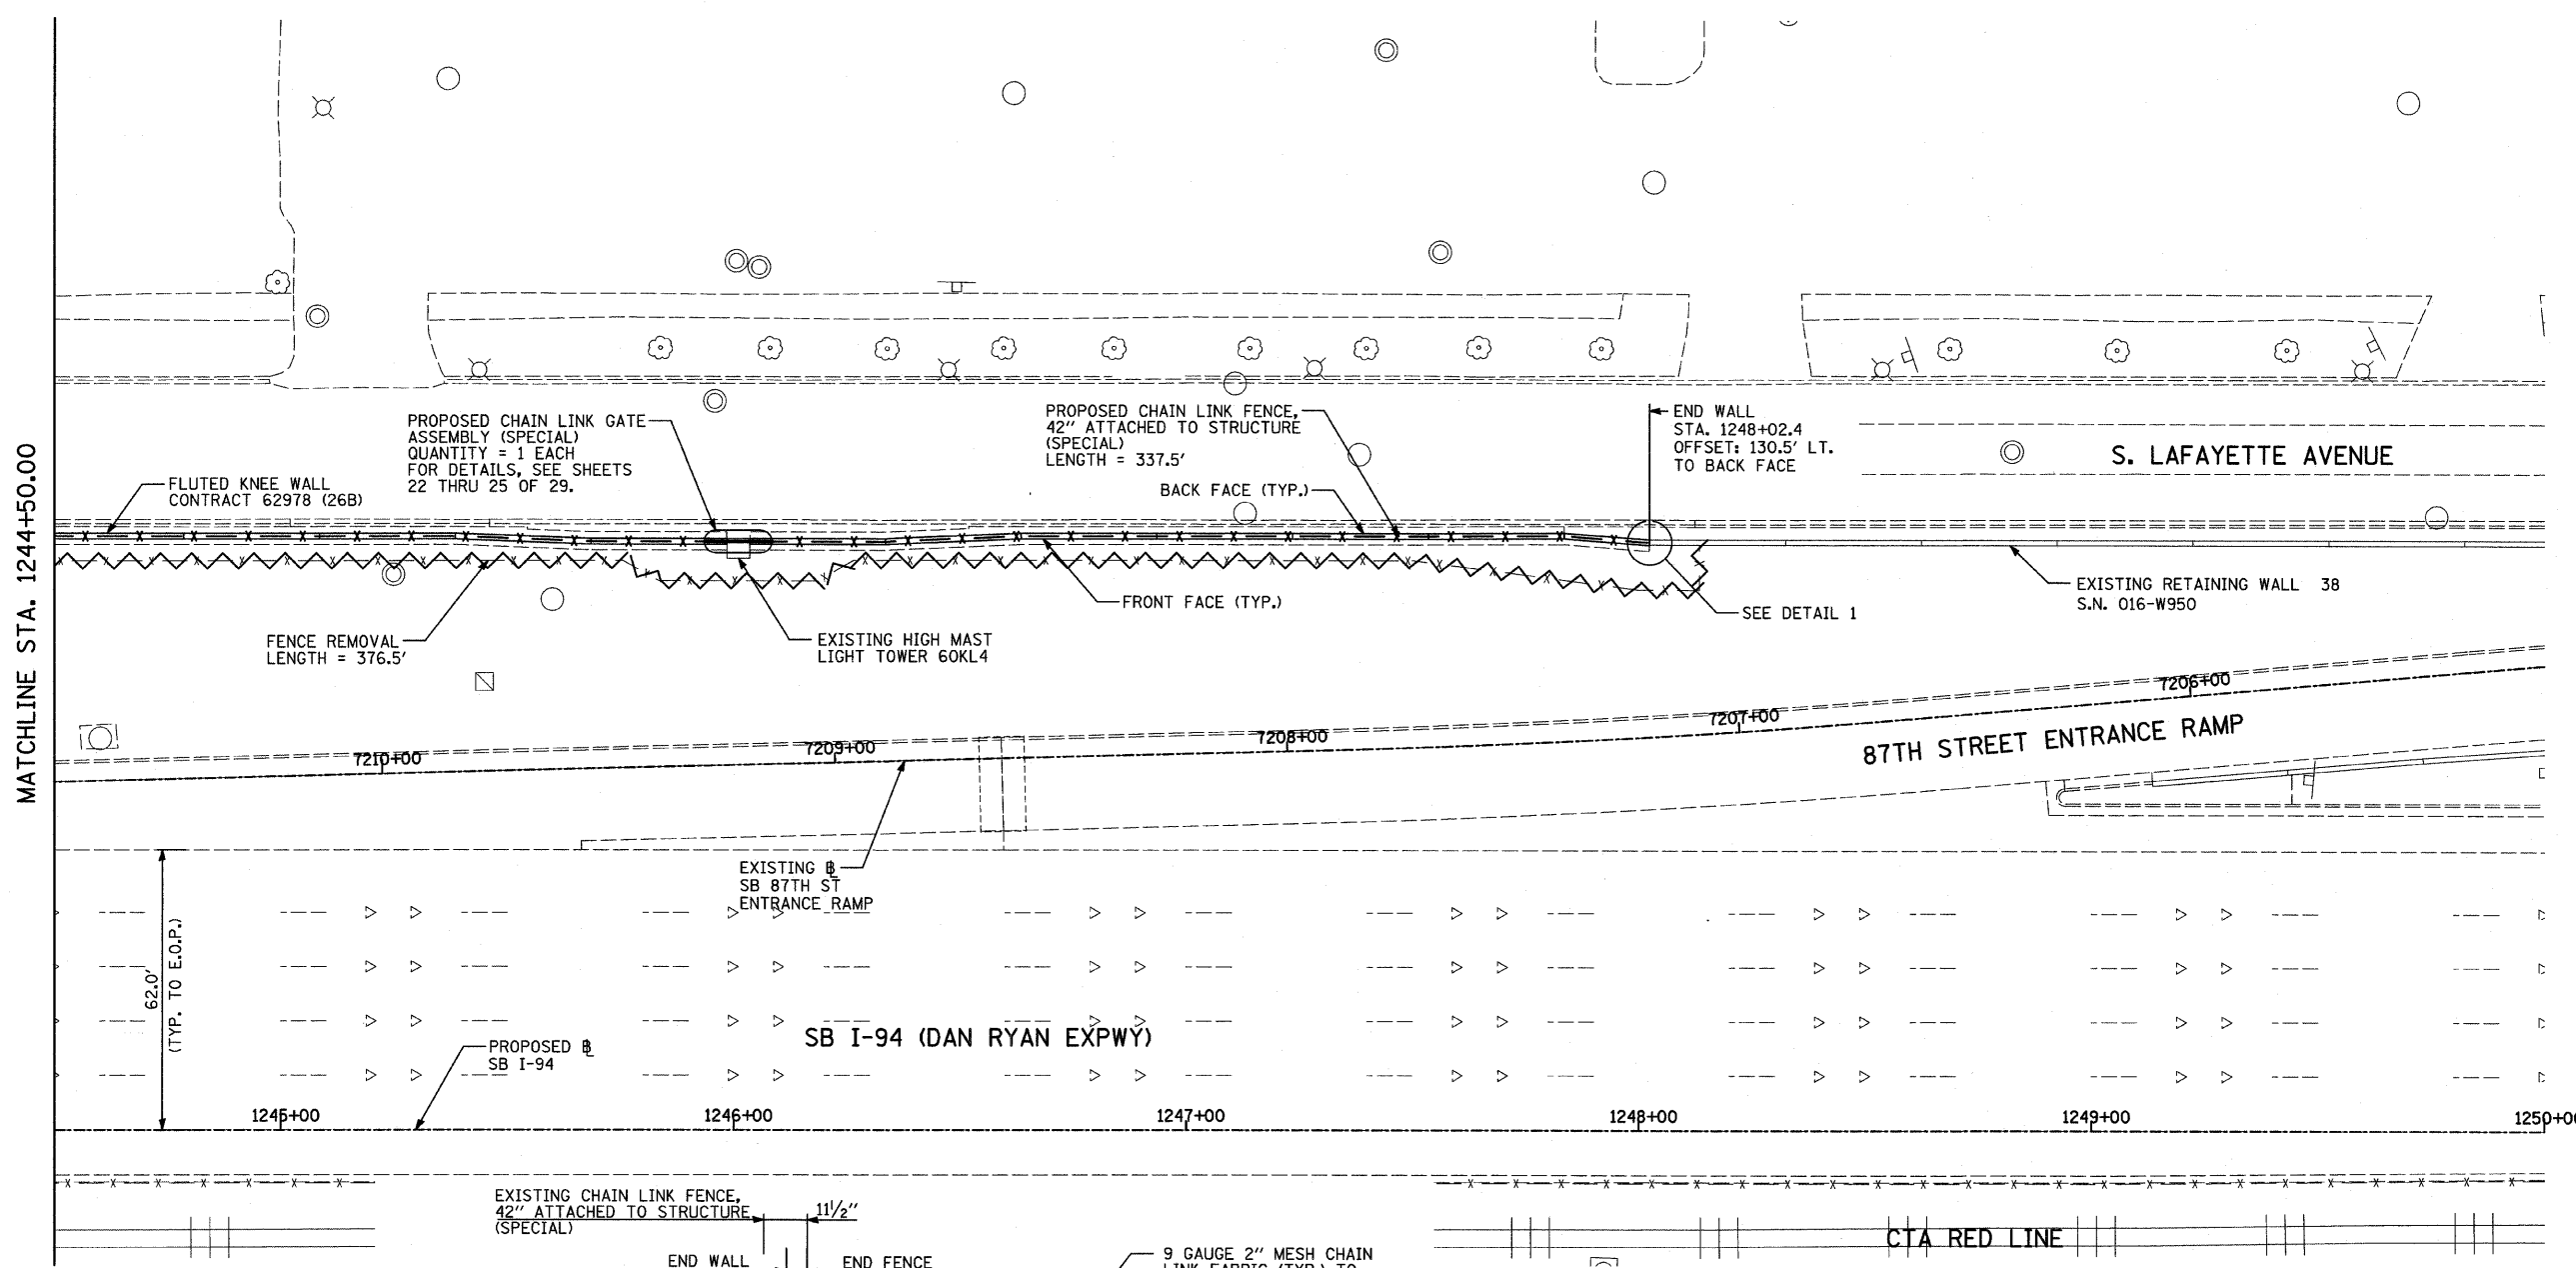 MATCHLINE STA. 1244+50.00
FLUTED KNEE WALL
CONTRACT 62978 (26B)
PROPOSED CHAIN LINK GATE
ASSEMBLY (SPECIAL)
QUANTITY = 1 EACH
FOR DETAILS, SEE SHEETS
22 THRU 25 OF 29.
PROPOSED CHAIN LINK FENCE,
42" ATTACHED TO STRUCTURE
(SPECIAL)
LENGTH = 337.5'
BACK FACE (TYP.)
END WALL
STA. 1248+02.4
OFFSET: 130.5' LT.
TO BACK FACE
S. LAFAYETTE AVENUE
FENCE REMOVAL
LENGTH = 376.5'
EXISTING HIGH MAST
LIGHT TOWER 60KL4
FRONT FACE (TYP.)
SEE DETAIL 1
EXISTING RETAINING WALL 38
S.N. 016-W950
7210+00
7209+00
7208+00
7207+00
7206+00
87TH STREET ENTRANCE RAMP
EXISTING ℄
SB 87TH ST
ENTRANCE RAMP
62.0'
(TYP. TO E.O.P.)
PROPOSED ℄
SB I-94
SB I-94 (DAN RYAN EXPWY)
1245+00
1246+00
1247+00
1248+00
1249+00
1250+00
EXISTING CHAIN LINK FENCE,
42" ATTACHED TO STRUCTURE
(SPECIAL)
11½"
END WALL
END FENCE
9 GAUGE 2" MESH CHAIN
LINK FABRIC (TYP.) TO
CTA RED LINE